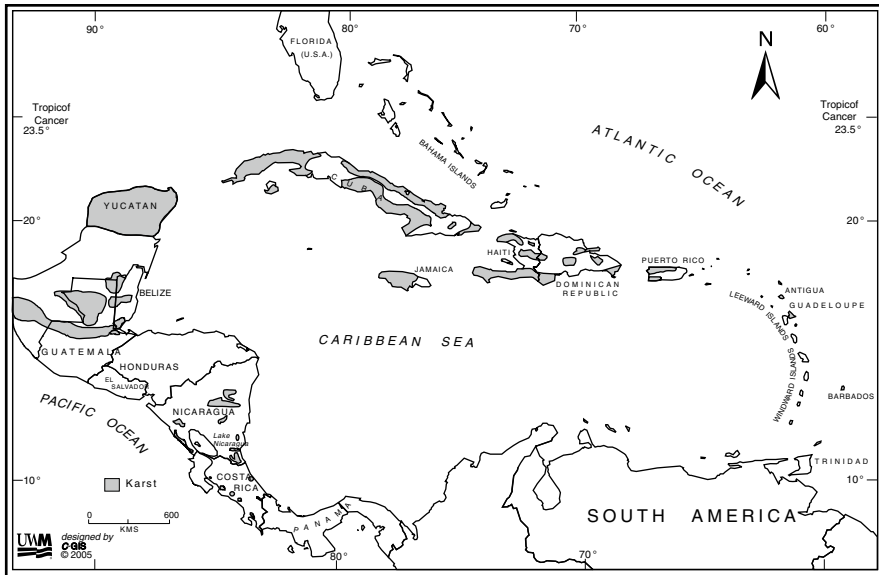 90°
80°
70°
60°
FLORIDA
(U.S.A.)
N
Tropicof
Cancer
23.5°
Tropicof
Cancer
23.5°
ATLANTIC OCEAN
BAHAMA ISLANDS
CUBA
YUCATAN
20°
20°
HAITI
PUERTO RICO
JAMAICA
DOMINICAN
REPUBLIC
BELIZE
ANTIGUA
LEEWARD ISLANDS
GUADELOUPE
CARIBBEAN SEA
GUATEMALA
HONDURAS
EL
SALVADOR
WINDWARD ISLANDS
BARBADOS
PACIFIC OCEAN
NICARAGUA
Lake
Nicaragua
TRINIDAD
10°
COSTA
RICA
10°
Karst
0
600
KMS
PANAMA
SOUTH AMERICA
UWM
designed by
C·GIS
© 2005
80°
70°